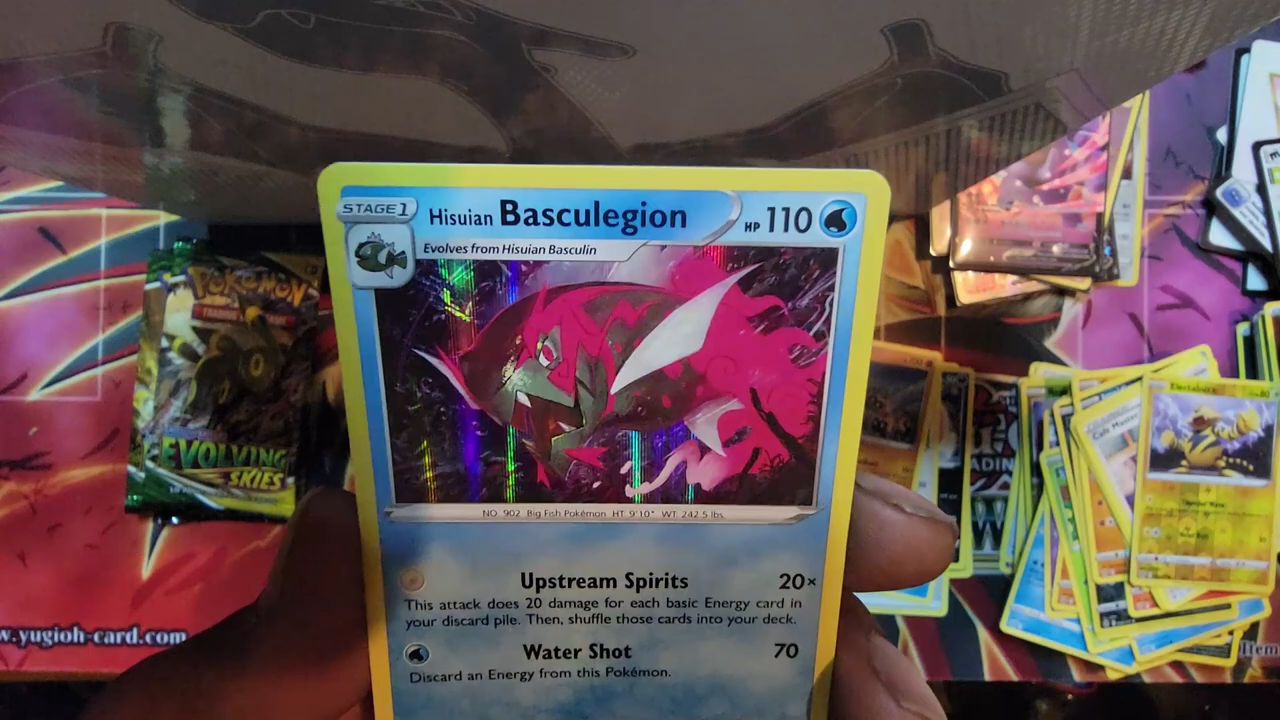 STAGE 1
Hisuian Basculegion
HP 110
Evolves from Hisuian Basculin
NO. 902 Big Fish Pokémon HT: 9'10" WT: 242.5 lbs.
Upstream Spirits 20×
This attack does 20 damage for each basic Energy card in
your discard pile. Then, shuffle those cards into your deck.
Water Shot 70
Discard an Energy from this Pokémon.
POKÉMON
EVOLVING
SKIES
w.yugioh-card.com
Electabuzz